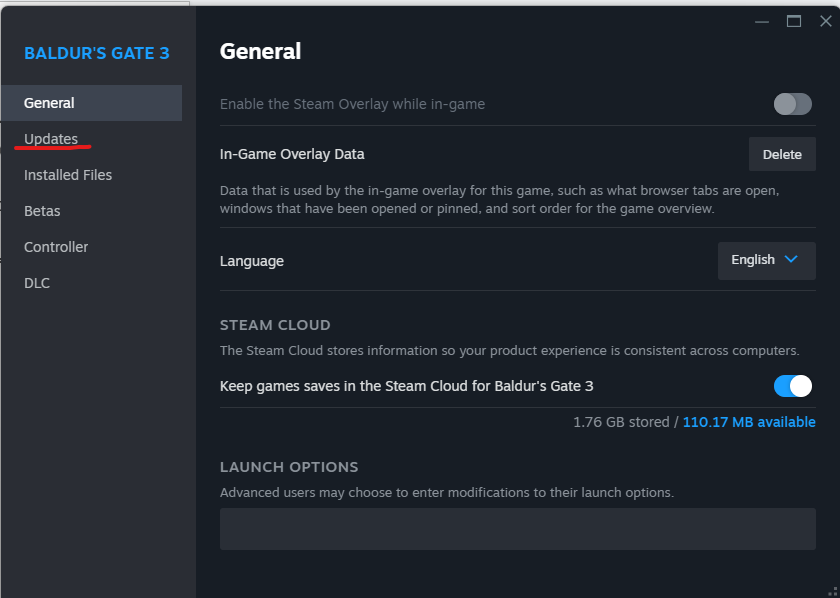 BALDUR'S GATE 3
General
Updates
Installed Files
Betas
Controller
DLC
General
Enable the Steam Overlay while in-game
In-Game Overlay Data
Delete
Data that is used by the in-game overlay for this game, such as what browser tabs are open,
windows that have been opened or pinned, and sort order for the game overview.
Language
English
STEAM CLOUD
The Steam Cloud stores information so your product experience is consistent across computers.
Keep games saves in the Steam Cloud for Baldur's Gate 3
1.76 GB stored / 110.17 MB available
LAUNCH OPTIONS
Advanced users may choose to enter modifications to their launch options.